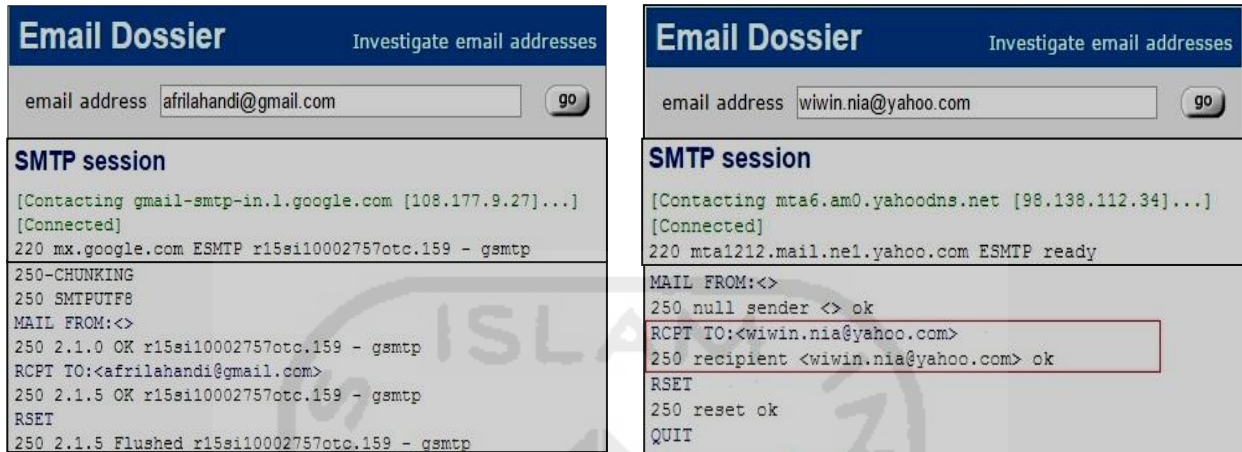 Email Dossier
Investigate email addresses
email address afrilahandi@gmail.com go
SMTP session
[Contacting gmail-smtp-in.l.google.com [108.177.9.27]...]
[Connected]
220 mx.google.com ESMTP r15si10002757otc.159 - gsmtp
250-CHUNKING
250 SMTPUTF8
MAIL FROM:<>
250 2.1.0 OK r15si10002757otc.159 - gsmtp
RCPT TO:<afrilahandi@gmail.com>
250 2.1.5 OK r15si10002757otc.159 - gsmtp
RSET
250 2.1.5 Flushed r15si10002757otc.159 - gsmtp
Email Dossier
Investigate email addresses
email address wiwin.nia@yahoo.com go
SMTP session
[Contacting mta6.am0.yahoodns.net [98.138.112.34]...]
[Connected]
220 mta1212.mail.ne1.yahoo.com ESMTP ready
MAIL FROM:<>
250 null sender <> ok
RCPT TO:<wiwin.nia@yahoo.com>
250 recipient <wiwin.nia@yahoo.com> ok
RSET
250 reset ok
QUIT
ISLAM